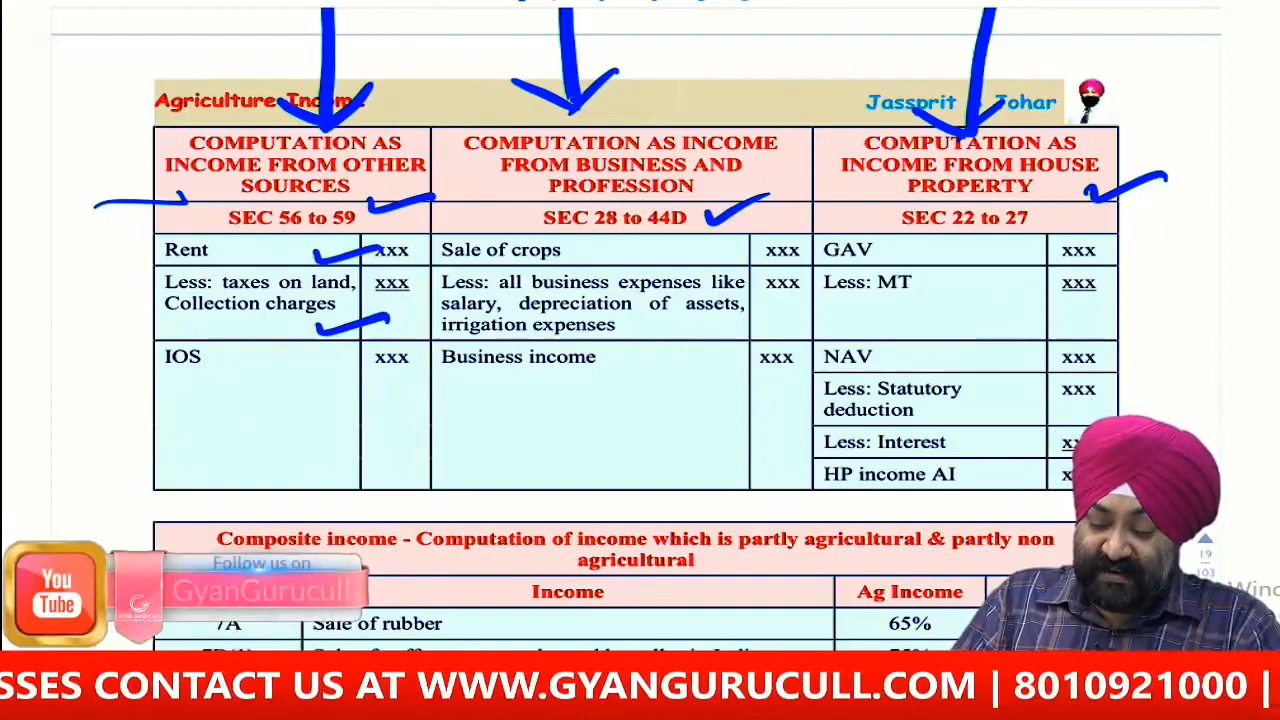 Agriculture Income
Jassprit Johar
COMPUTATION AS INCOME FROM OTHER SOURCES
COMPUTATION AS INCOME FROM BUSINESS AND PROFESSION
COMPUTATION AS INCOME FROM HOUSE PROPERTY
SEC 56 to 59
SEC 28 to 44D
SEC 22 to 27
Rent xxx
Sale of crops xxx
GAV xxx
Less: taxes on land, Collection charges xxx
Less: all business expenses like salary, depreciation of assets, irrigation expenses xxx
Less: MT xxx
IOS xxx
Business income xxx
NAV xxx
Less: Statutory deduction xxx
Less: Interest
HP income AI
Composite income - Computation of income which is partly agricultural & partly non agricultural
Income
Ag Income
7A Sale of rubber 65%
19
103
You
Tube
Follow us on
GyanGurucull
SSES CONTACT US AT WWW.GYANGURUCULL.COM | 8010921000 |